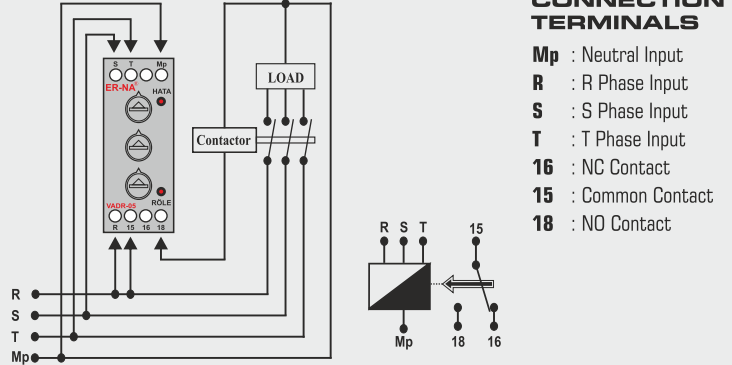 CONNECTION
TERMINALS
Mp : Neutral Input
R : R Phase Input
S : S Phase Input
T : T Phase Input
16 : NC Contact
15 : Common Contact
18 : NO Contact
S T Mp
ER-NA®
HATA
VADR-05
RÖLE
R 15 16 18
LOAD
Contactor
R
S
T
Mp
R S T 15
Mp 18 16